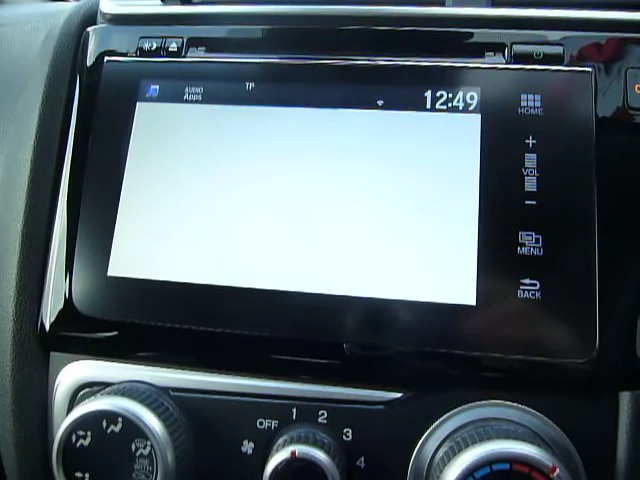 AUDIO
Apps
TP
12:49
HOME
+
VOL
−
MENU
BACK
OFF 1 2 3 4